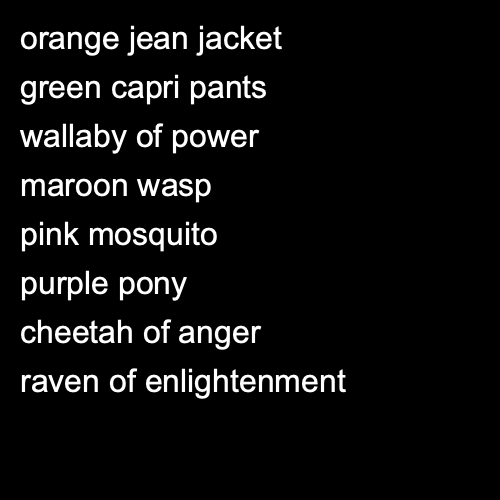 orange jean jacket
green capri pants
wallaby of power
maroon wasp
pink mosquito
purple pony
cheetah of anger
raven of enlightenment